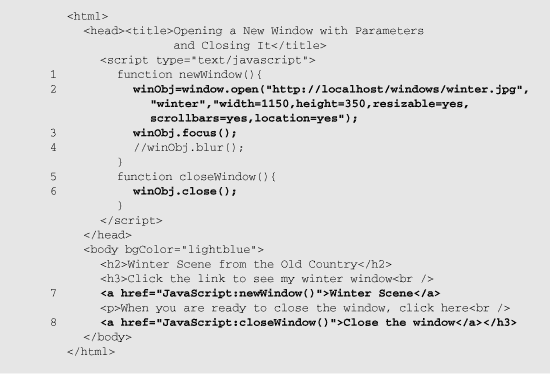 <html>
<head><title>Opening a New Window with Parameters
and Closing It</title>
<script type="text/javascript">
1 function newWindow(){
2 winObj=window.open("http://localhost/windows/winter.jpg",
"winter","width=1150,height=350,resizable=yes,
scrollbars=yes,location=yes");
3 winObj.focus();
4 //winObj.blur();
}
5 function closeWindow(){
6 winObj.close();
}
</script>
</head>
<body bgColor="lightblue">
<h2>Winter Scene from the Old Country</h2>
<h3>Click the link to see my winter window<br />
7 <a href="JavaScript:newWindow()">Winter Scene</a>
<p>When you are ready to close the window, click here<br />
8 <a href="JavaScript:closeWindow()">Close the window</a></h3>
</body>
</html>